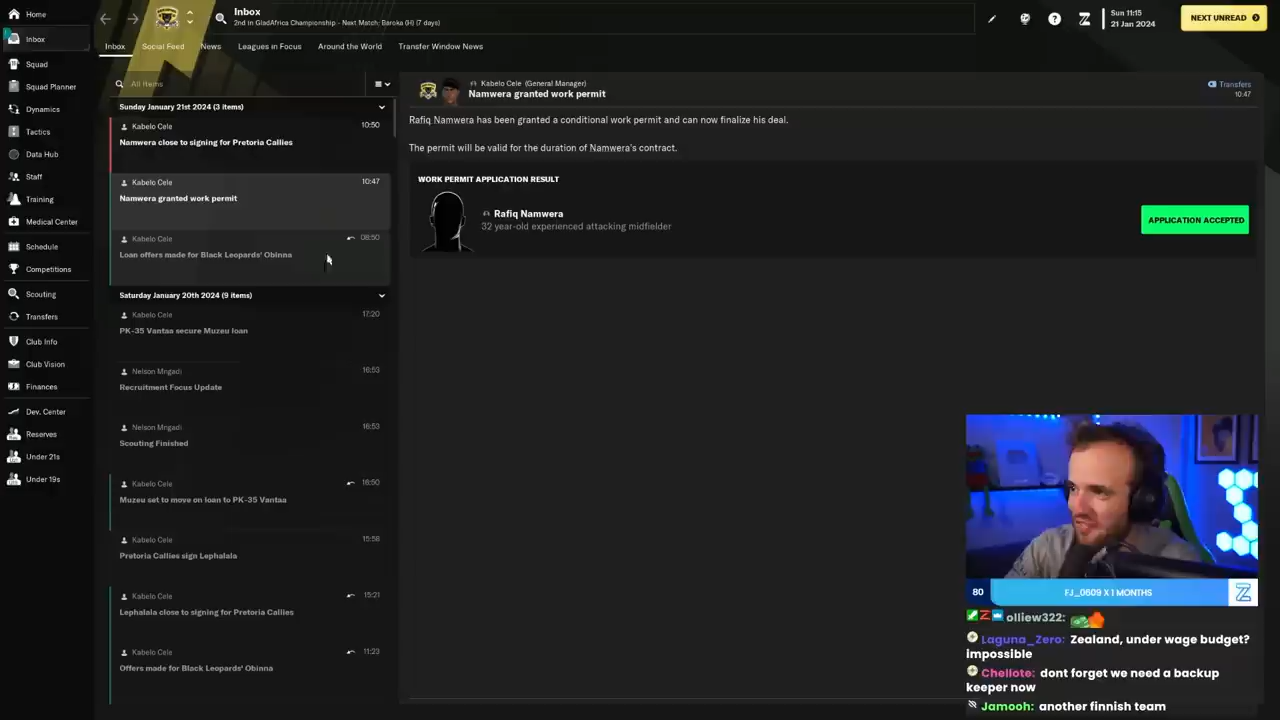 Home
Inbox
Squad
Squad Planner
Dynamics
Tactics
Data Hub
Staff
Training
Medical Center
Schedule
Competitions
Scouting
Transfers
Club Info
Club Vision
Finances
Dev. Center
Reserves
Under 21s
Under 19s
Inbox
2nd in GladAfrica Championship - Next Match: Baroka (H) (7 days)
Sun 11:15
21 Jan 2024
NEXT UNREAD
Inbox
Social Feed
News
Leagues in Focus
Around the World
Transfer Window News
All Items
Sunday January 21st 2024 (3 items)
Kabelo Cele
10:50
Namwera close to signing for Pretoria Callies
Kabelo Cele
10:47
Namwera granted work permit
Kabelo Cele
08:50
Loan offers made for Black Leopards' Obinna
Saturday January 20th 2024 (9 items)
Kabelo Cele
17:20
PK-35 Vantaa secure Muzeu loan
Nelson Mngadi
16:53
Recruitment Focus Update
Nelson Mngadi
16:53
Scouting Finished
Kabelo Cele
16:50
Muzeu set to move on loan to PK-35 Vantaa
Kabelo Cele
15:58
Pretoria Callies sign Lephalala
Kabelo Cele
15:21
Lephalala close to signing for Pretoria Callies
Kabelo Cele
11:23
Offers made for Black Leopards' Obinna
Kabelo Cele (General Manager)
Namwera granted work permit
Transfers
10:47
Rafiq Namwera has been granted a conditional work permit and can now finalize his deal.
The permit will be valid for the duration of Namwera's contract.
WORK PERMIT APPLICATION RESULT
Rafiq Namwera
32 year-old experienced attacking midfielder
APPLICATION ACCEPTED
80
FJ_0609 X 1 MONTHS
Z
olliew322:
Laguna_Zero: Zealand, under wage budget?
impossible
Chellote: dont forget we need a backup
keeper now
Jamooh: another finnish team